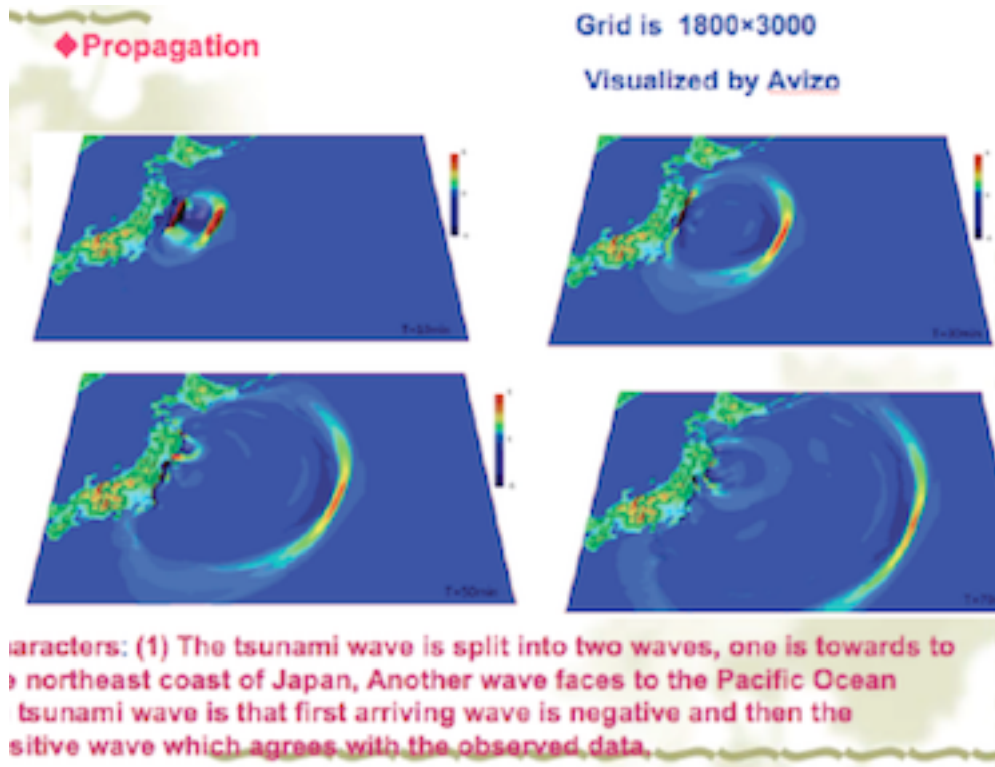 ◆Propagation
Grid is 1800×3000
Visualized by Avizo
T=30min
T=50min
aracters: (1) The tsunami wave is split into two waves, one is towards to
northeast coast of Japan, Another wave faces to the Pacific Ocean
tsunami wave is that first arriving wave is negative and then the
sitive wave which agrees with the observed data.